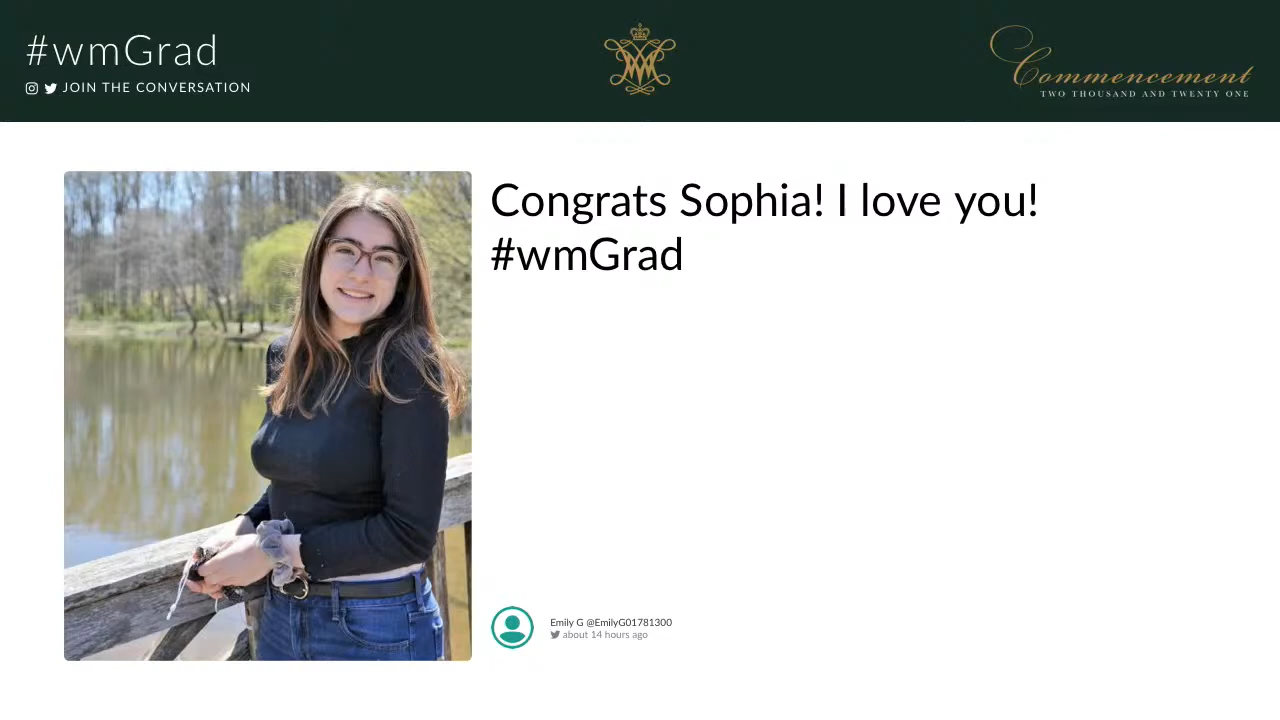 #wmGrad
JOIN THE CONVERSATION
Commencement
TWO THOUSAND AND TWENTY ONE
Congrats Sophia! I love you!
#wmGrad
Emily G @EmilyG01781300
about 14 hours ago